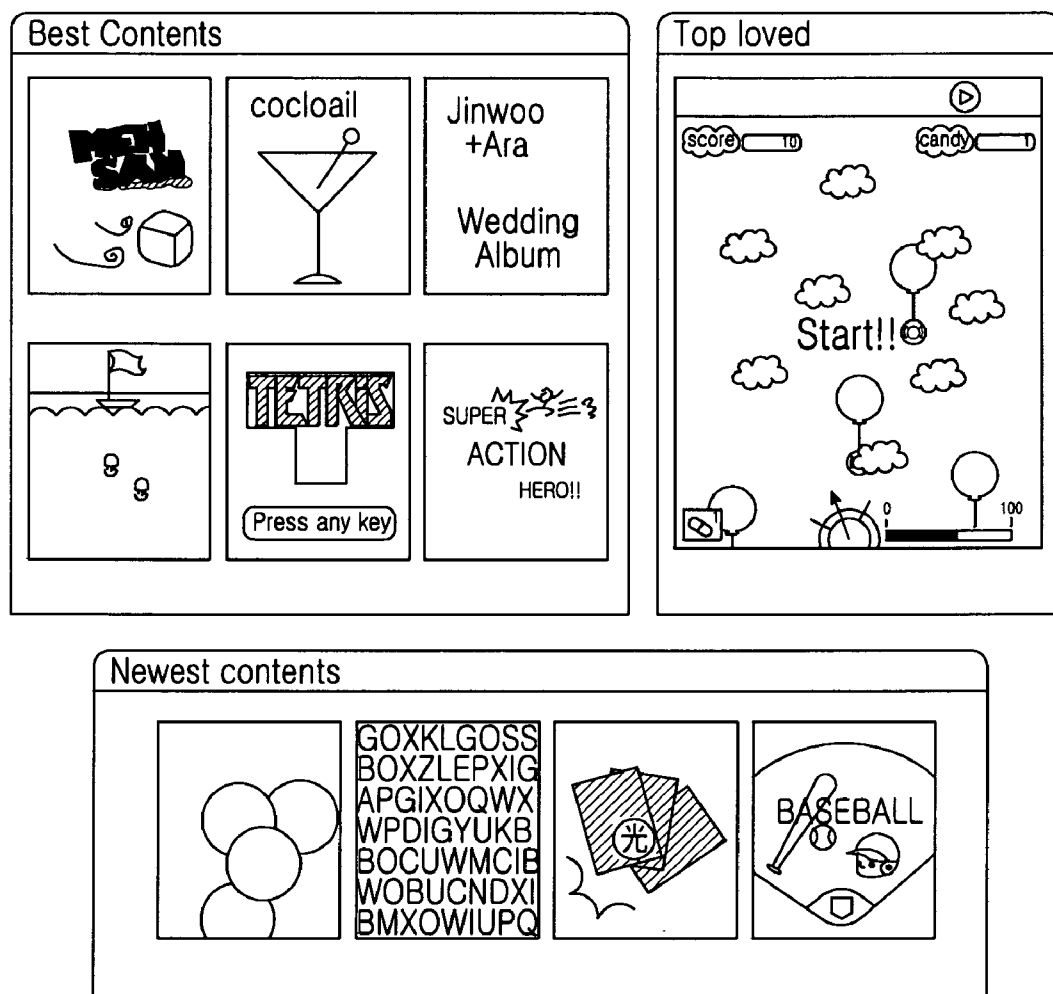 Best Contents
cocloail
Jinwoo
+Ara
Wedding
Album
TETRIS
Press any key
SUPER
ACTION
HERO!!
Top loved
score 10
candy 1
Start!!
0 100
Newest contents
GOXKLGOSS
BOXZLEPXIG
APGIXOQWX
WPDIGYUKB
BOCUWMCIB
WOBUCNDXI
BMXOWIUPQ
光
BASEBALL